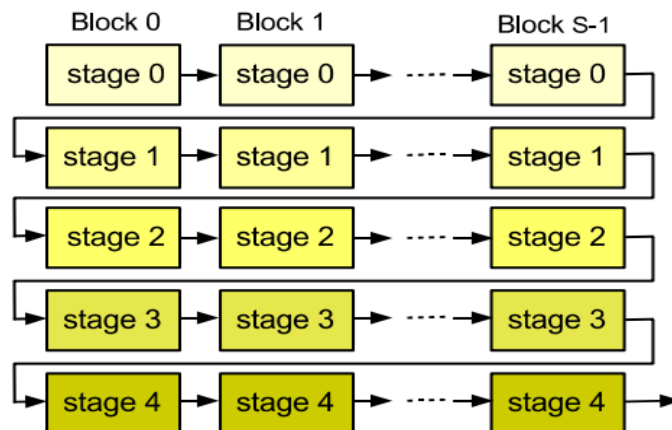 Block 0 Block 1 Block S-1
stage 0 stage 0 stage 0
stage 1 stage 1 stage 1
stage 2 stage 2 stage 2
stage 3 stage 3 stage 3
stage 4 stage 4 stage 4